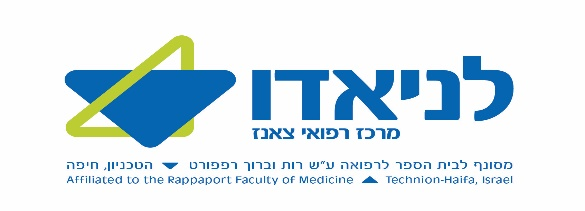 לניאדו
מרכז רפואי צאנז
מסונף לבית הספר לרפואה ע״ש רות וברוך רפפורט הטכניון, חיפה
Affiliated to the Rappaport Faculty of Medicine Technion-Haifa, Israel